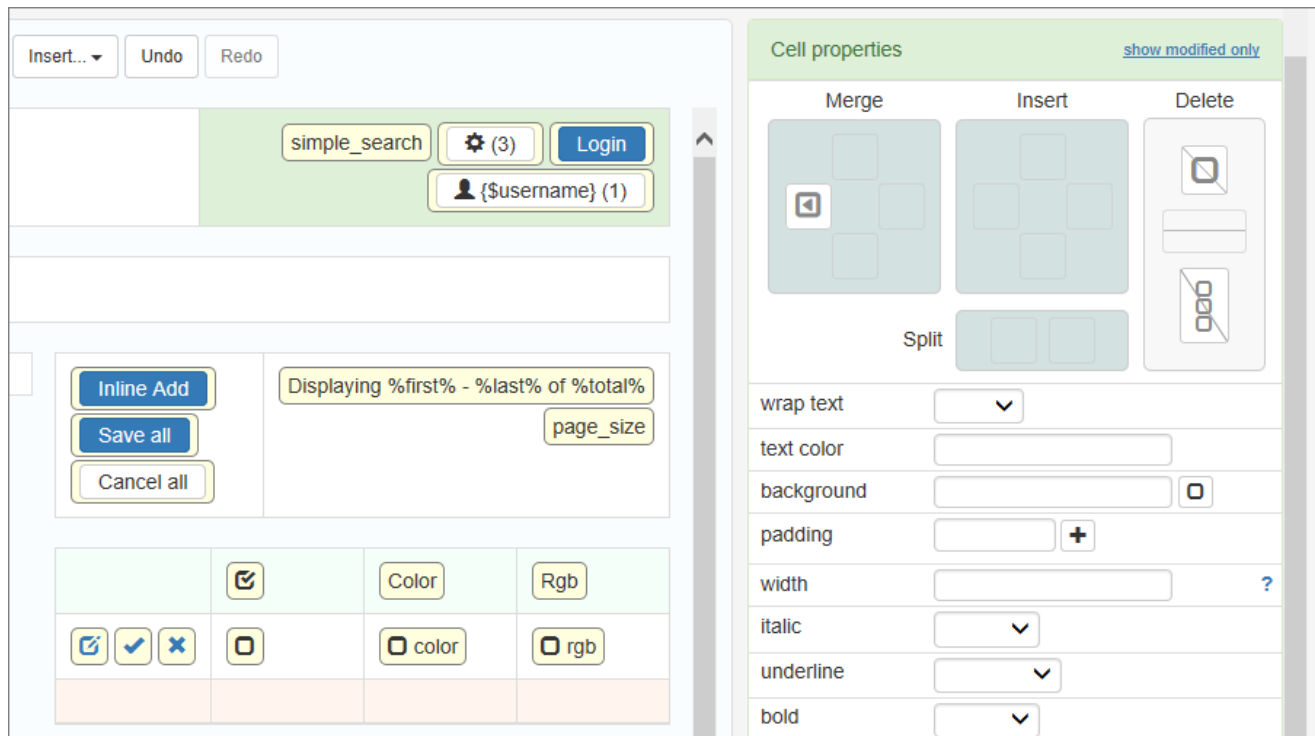 Insert...
Undo
Redo
simple_search
(3)
Login
{$username} (1)
Inline Add
Save all
Cancel all
Displaying %first% - %last% of %total%
page_size
Color
Rgb
color
rgb
Cell properties
show modified only
Merge
Insert
Delete
Split
wrap text
text color
background
padding
width
?
italic
underline
bold